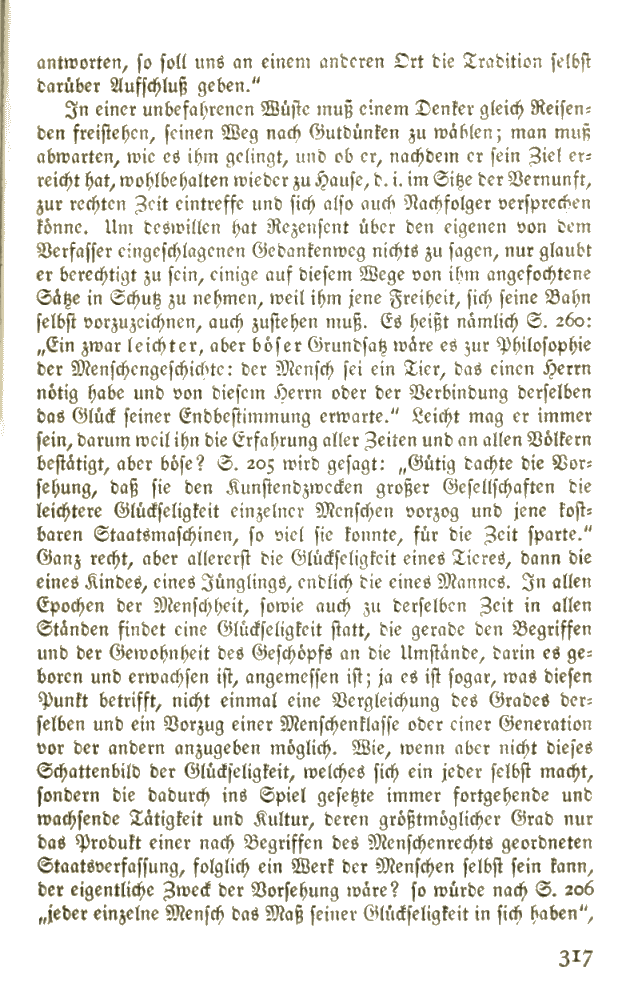 antworten, so soll uns an einem anderen Ort die Tradition selbst
darüber Aufschluß geben.“
In einer unbefahrenen Wüste muß einem Denker gleich Reisen-
den freistehen, seinen Weg nach Gutdünken zu wählen; man muß
abwarten, wie es ihm gelingt, und ob er, nachdem er sein Ziel er-
reicht hat, wohlbehalten wieder zu Hause, d. i. im Sitze der Vernunft,
zur rechten Zeit eintreffe und sich also auch Nachfolger versprechen
könne. Um deswillen hat Rezensent über den eigenen von dem
Verfasser eingeschlagenen Gedankenweg nichts zu sagen, nur glaubt
er berechtigt zu sein, einige auf diesem Wege von ihm angefochtene
Sätze in Schutz zu nehmen, weil ihm jene Freiheit, sich seine Bahn
selbst vorzuzeichnen, auch zustehen muß. Es heißt nämlich S. 260:
„Ein zwar leichter, aber böser Grundsatz wäre es zur Philosophie
der Menschengeschichte: der Mensch sei ein Tier, das einen Herrn
nötig habe und von diesem Herrn oder der Verbindung derselben
das Glück seiner Endbestimmung erwarte.“ Leicht mag er immer
sein, darum weil ihn die Erfahrung aller Zeiten und an allen Völkern
bestätigt, aber böse? S. 205 wird gesagt: „Gütig dachte die Vor-
sehung, daß sie den Kunstendzwecken großer Gesellschaften die
leichtere Glückseligkeit einzelner Menschen vorzog und jene kost-
baren Staatsmaschinen, so viel sie konnte, für die Zeit sparte.“
Ganz recht, aber allererst die Glückseligkeit eines Tieres, dann die
eines Kindes, eines Jünglings, endlich die eines Mannes. In allen
Epochen der Menschheit, sowie auch zu derselben Zeit in allen
Ständen findet eine Glückseligkeit statt, die gerade den Begriffen
und der Gewohnheit des Geschöpfs an die Umstände, darin es ge-
boren und erwachsen ist, angemessen ist; ja es ist sogar, was diesen
Punkt betrifft, nicht einmal eine Vergleichung des Grades der-
selben und ein Vorzug einer Menschenklasse oder einer Generation
vor der andern anzugeben möglich. Wie, wenn aber nicht dieses
Schattenbild der Glückseligkeit, welches sich ein jeder selbst macht,
sondern die dadurch ins Spiel gesetzte immer fortgehende und
wachsende Tätigkeit und Kultur, deren größtmöglicher Grad nur
das Produkt einer nach Begriffen des Menschenrechts geordneten
Staatsverfassung, folglich ein Werk der Menschen selbst sein kann,
der eigentliche Zweck der Vorsehung wäre? so würde nach S. 206
„jeder einzelne Mensch das Maß seiner Glückseligkeit in sich haben“,
317